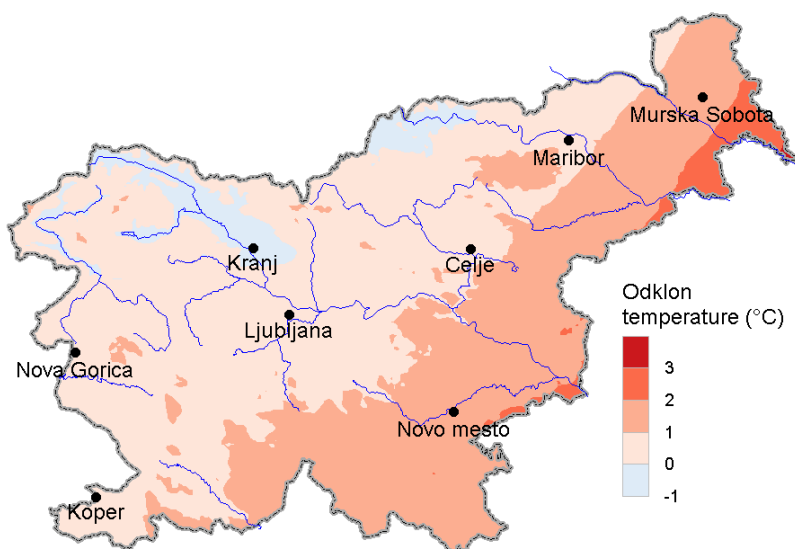 Murska Sobota
Maribor
Kranj
Celje
Ljubljana
Nova Gorica
Novo mesto
Koper
Odklon
temperature (°C)
3
2
1
0
-1